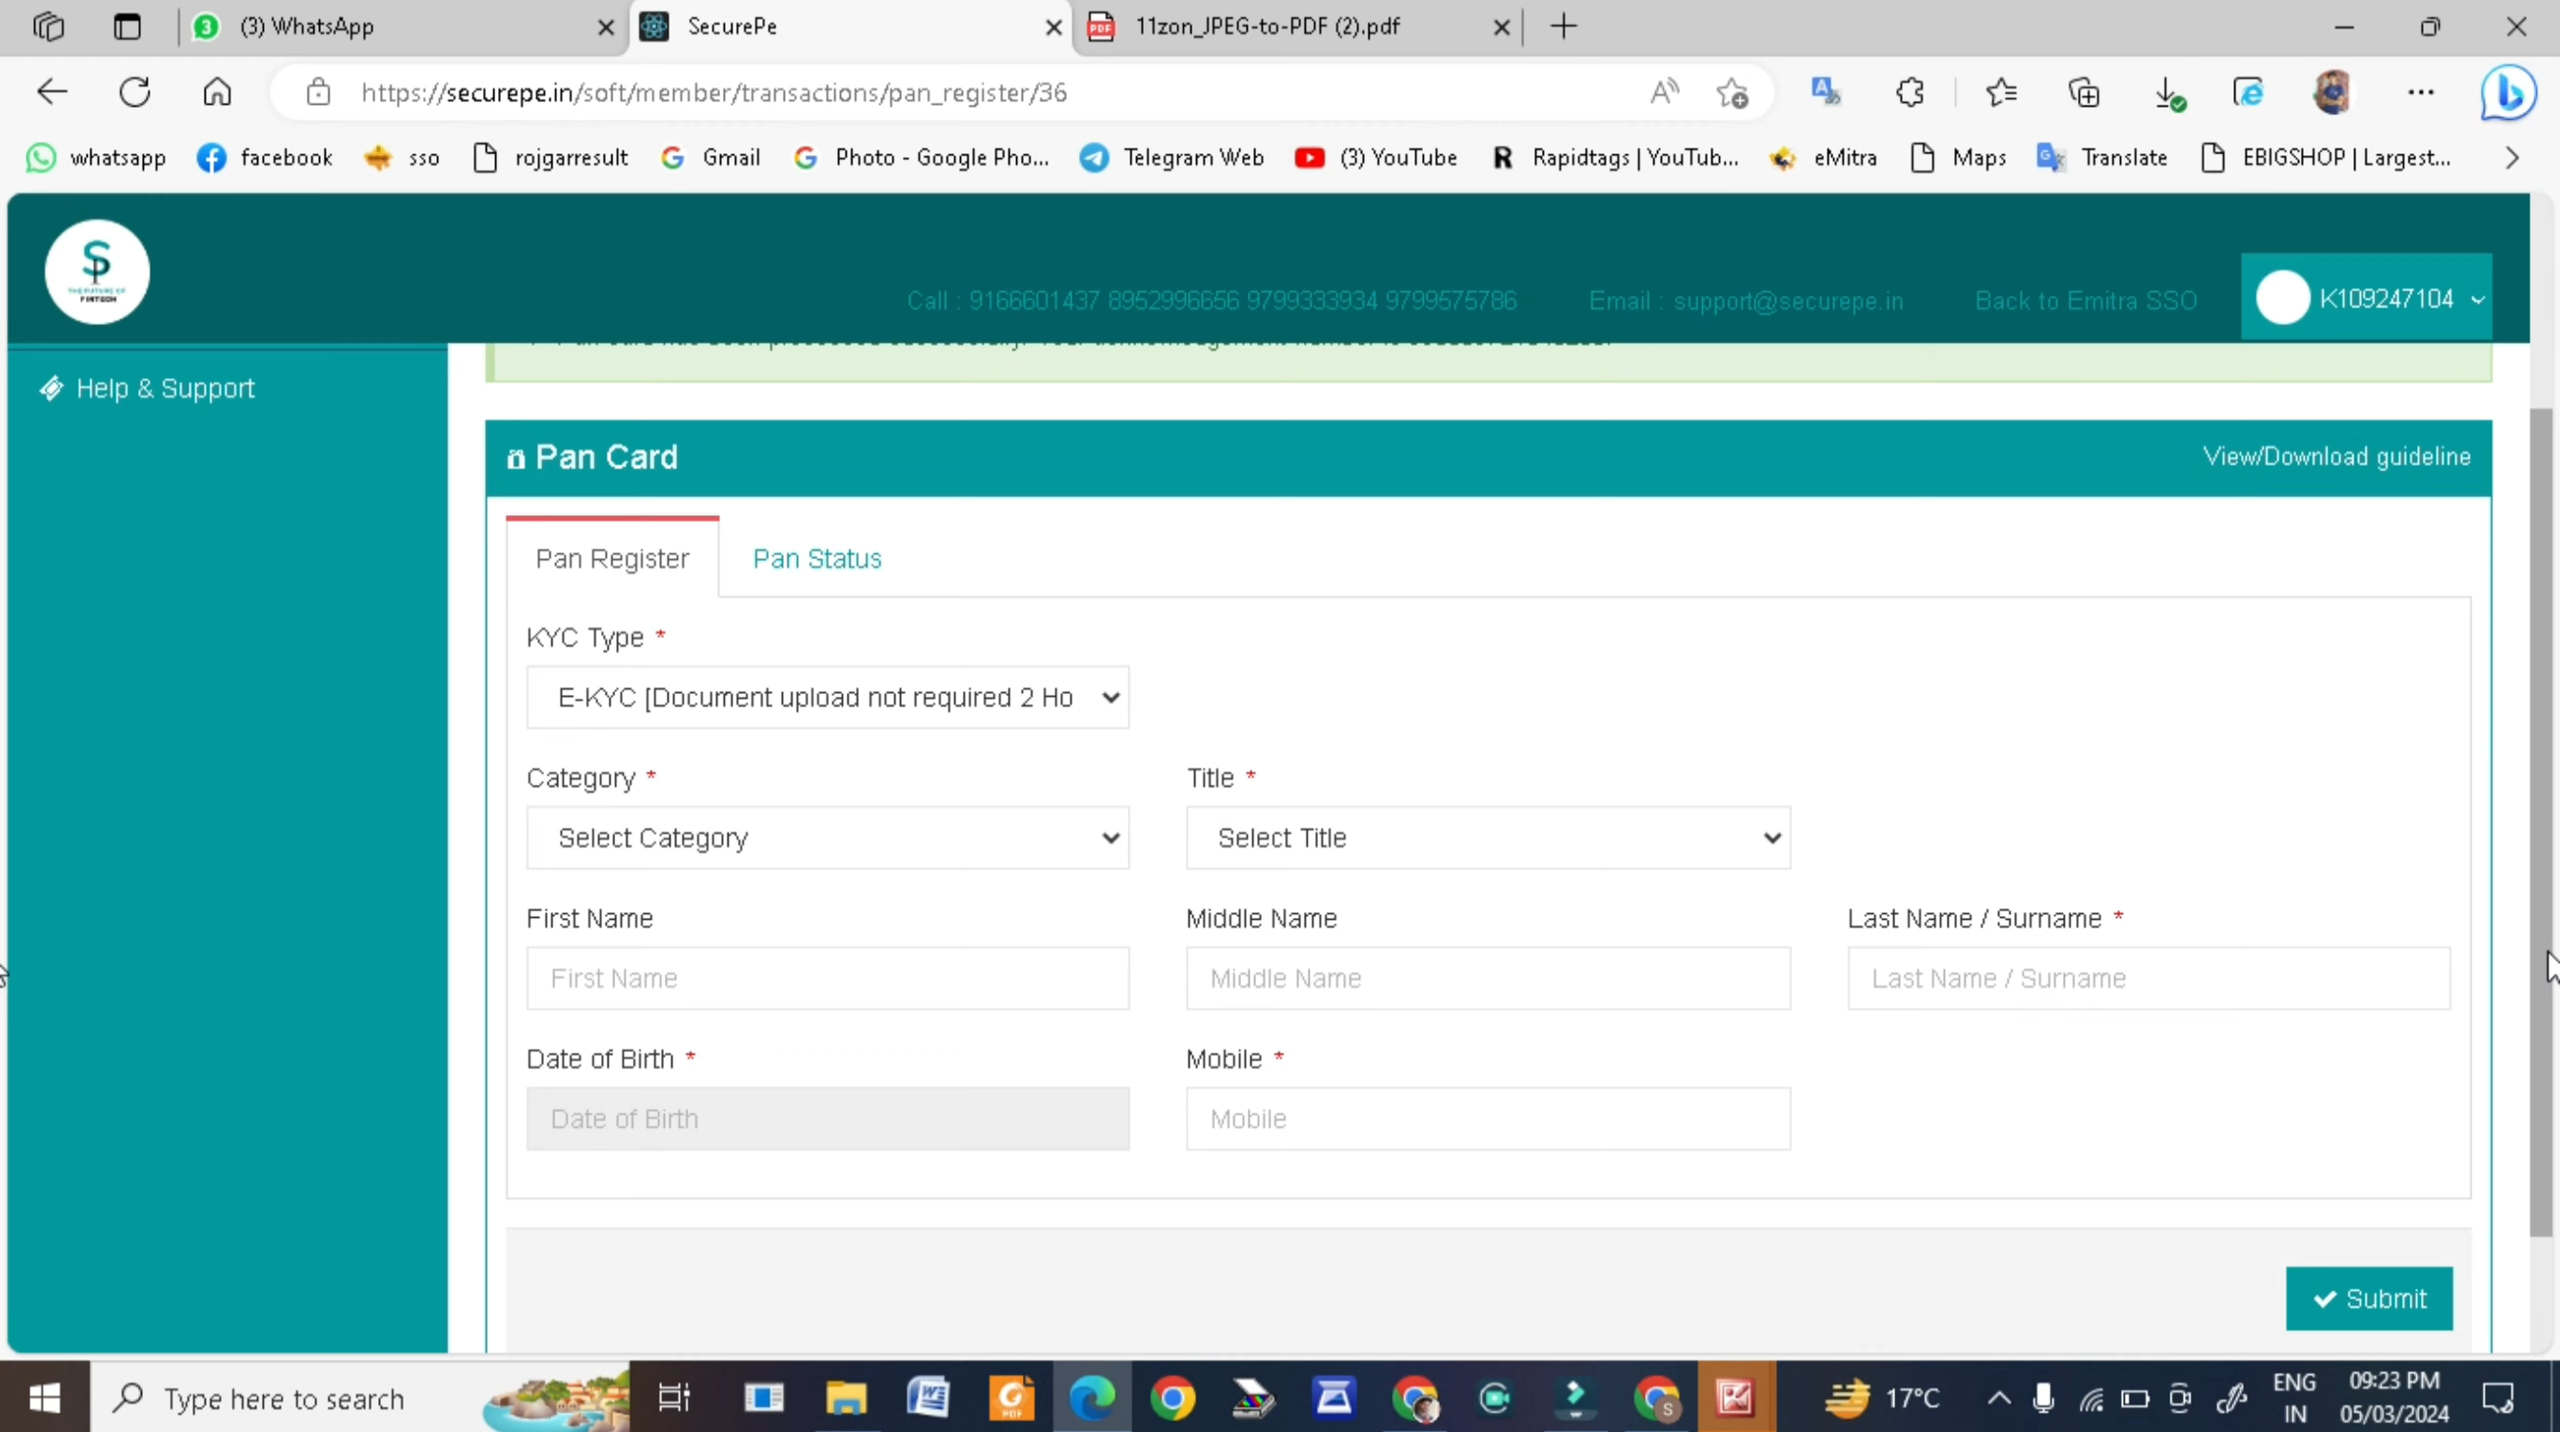 (3) WhatsApp
SecurePe
11zon_JPEG-to-PDF (2).pdf
https://securepe.in/soft/member/transactions/pan_register/36
whatsapp
facebook
sso
rojgarresult
Gmail
Photo - Google Pho...
Telegram Web
(3) YouTube
Rapidtags | YouTub...
eMitra
Maps
Translate
EBIGSHOP | Largest...
THE FUTURE OF
FINTECH
Call : 9166601437 8952996656 9799333934 9799575786
Email : support@securepe.in
Back to Emitra SSO
K109247104
Help & Support
Pan Card
View/Download guideline
Pan Register
Pan Status
KYC Type *
E-KYC [Document upload not required 2 Ho
Category *
Title *
Select Category
Select Title
First Name
Middle Name
Last Name / Surname *
First Name
Middle Name
Last Name / Surname
Date of Birth *
Mobile *
Date of Birth
Mobile
Submit
Type here to search
17°C
ENG
IN
09:23 PM
05/03/2024